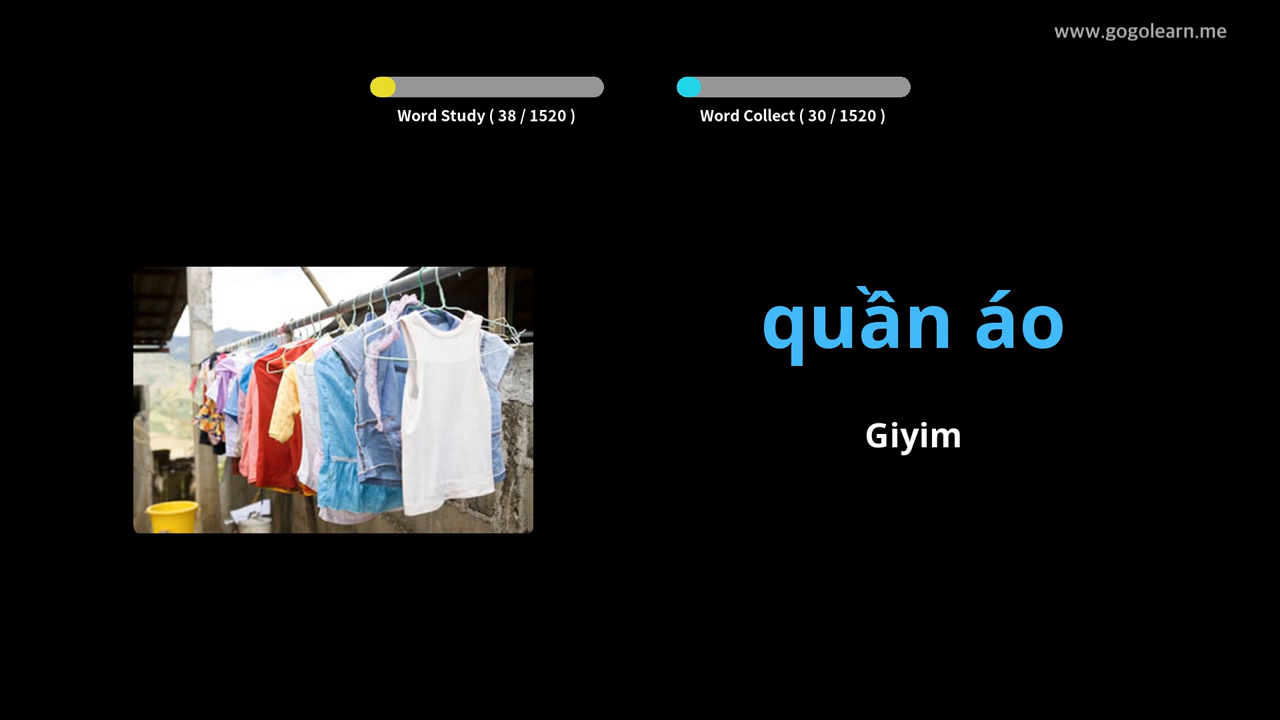 www.gogolearn.me
Word Study ( 38 / 1520 )
Word Collect ( 30 / 1520 )
quần áo
Giyim